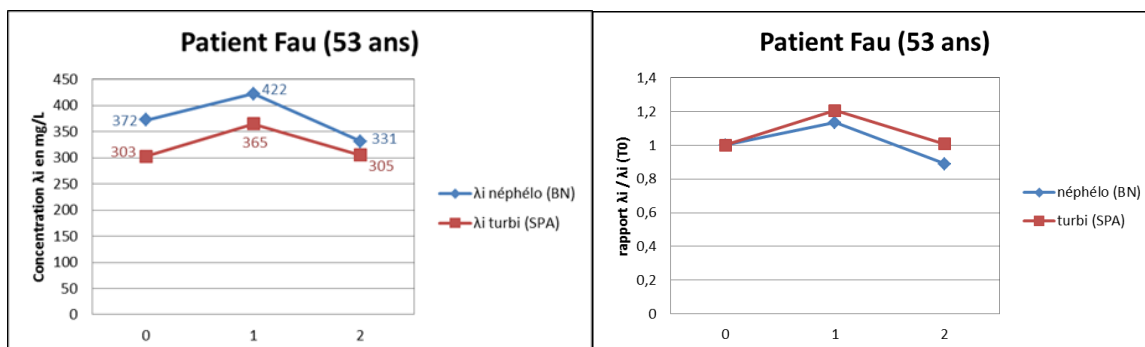 Patient Fau (53 ans)
Concentration λi en mg/L
450
400
350
300
250
200
150
100
50
0
372
422
331
303
365
305
0 1 2
λi néphélo (BN)
λi turbi (SPA)
Patient Fau (53 ans)
rapport λi / λi (T0)
1,4
1,2
1
0,8
0,6
0,4
0,2
0
0 1 2
néphélo (BN)
turbi (SPA)